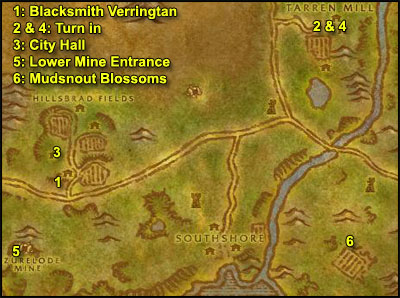 1: Blacksmith Verringtan
2 & 4: Turn in
3: City Hall
5: Lower Mine Entrance
6: Mudsnout Blossoms
TARREN MILL
2 & 4
HILLSBRAD FIELDS
3
1
SOUTHSHORE
5
6
AZURELODE
MINE